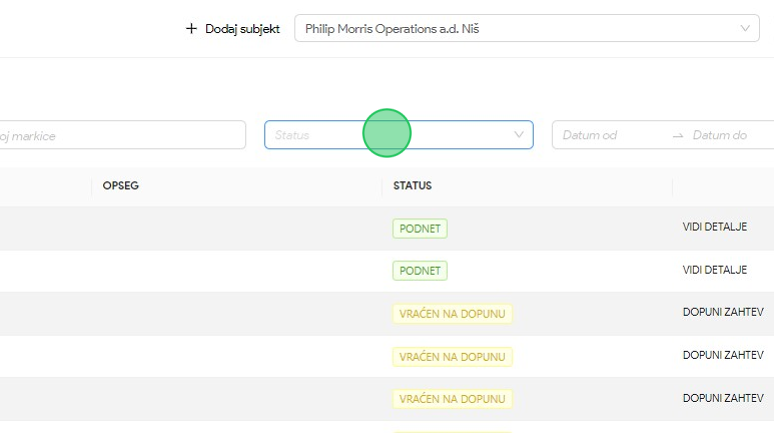 + Dodaj subjekt
Philip Morris Operations a.d. Niš
oj markice
Status
Datum od → Datum do
OPSEG
STATUS
PODNET
VIDI DETALJE
PODNET
VIDI DETALJE
VRAĆEN NA DOPUNU
DOPUNI ZAHTEV
VRAĆEN NA DOPUNU
DOPUNI ZAHTEV
VRAĆEN NA DOPUNU
DOPUNI ZAHTEV